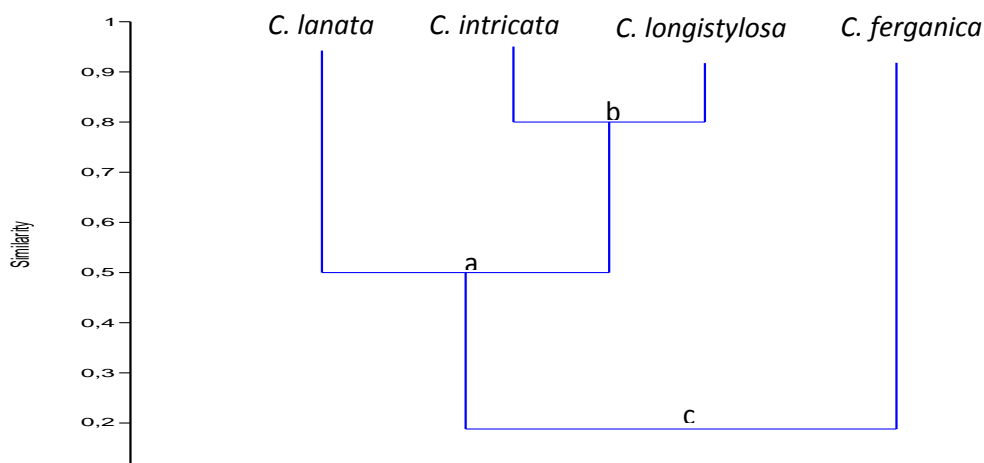 1
C. lanata C. intricata C. longistylosa C. ferganica
0,9
b
0,8
0,7
0,6
Similarity
a
0,5
0,4
0,3
c
0,2